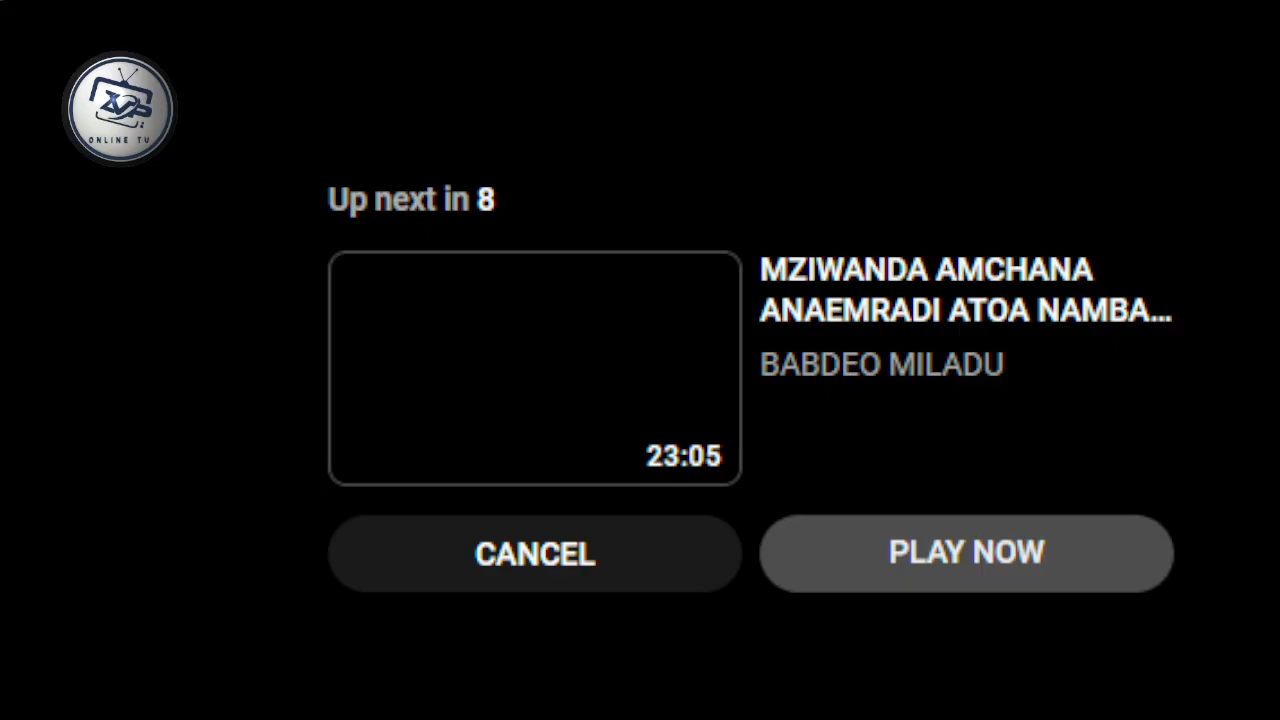 ONLINE TV
Up next in 8
MZIWANDA AMCHANA
ANAEMRADI ATOA NAMBA…
BABDEO MILADU
23:05
CANCEL
PLAY NOW